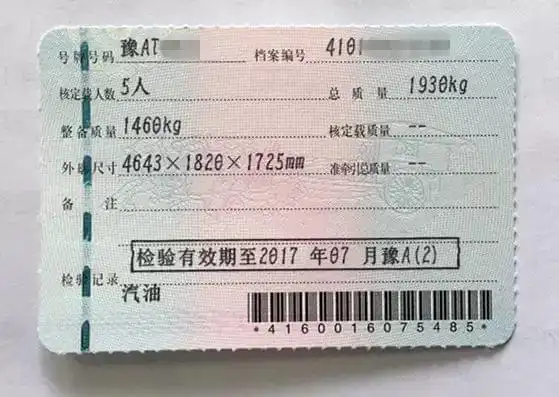 号牌号码 豫AT 档案编号 4101
核定载人数 5人 总质量 1930kg
整备质量 1460kg 核定载质量 --
外廓尺寸 4643×1820×1725mm 准牵引总质量 --
备注
检验记录 检验有效期至2017 年07 月豫A(2)
汽油
*4160016075485*